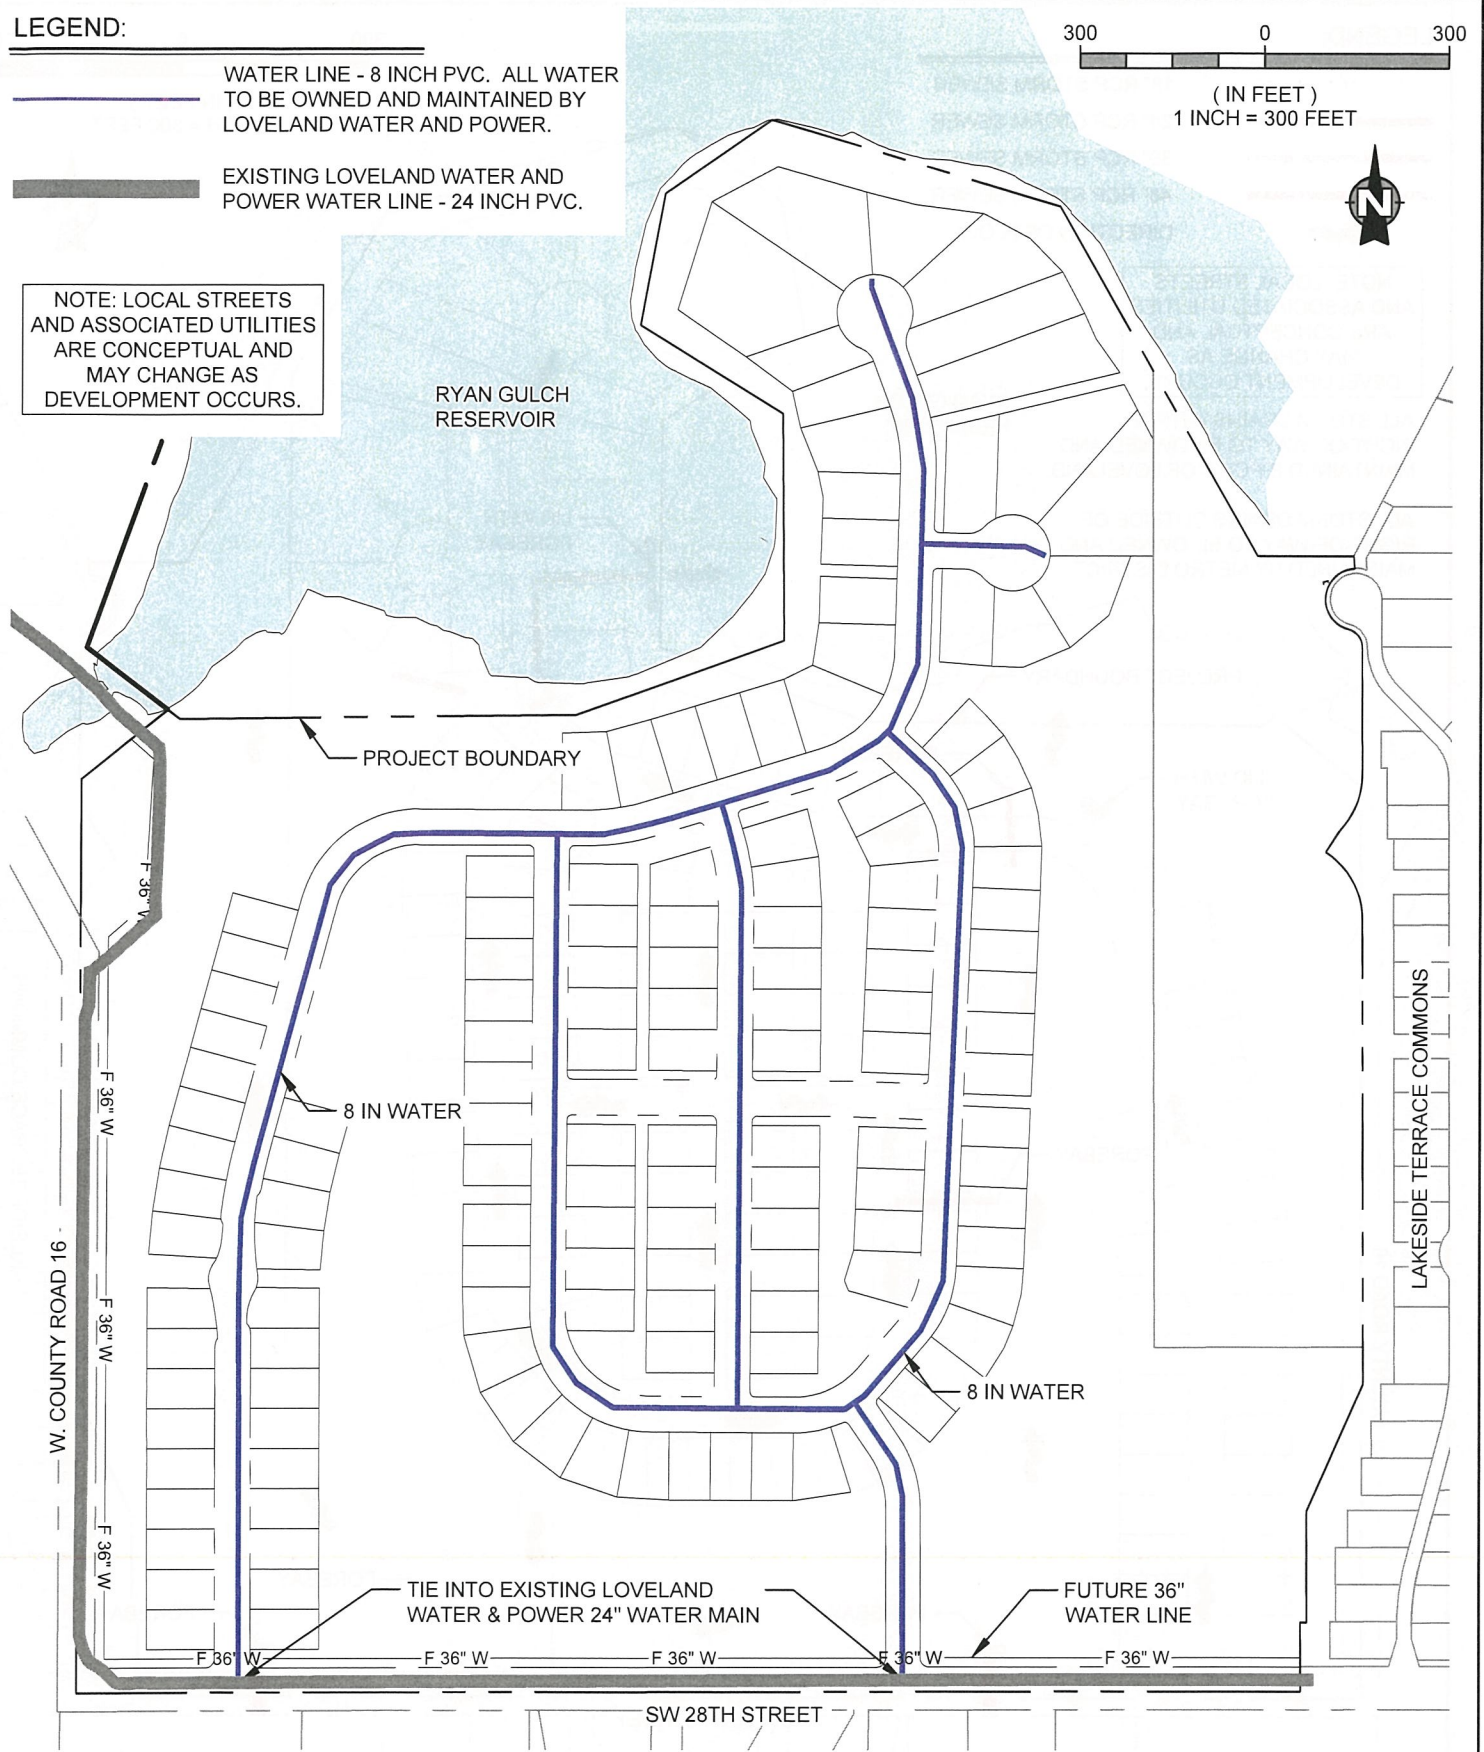 LEGEND:
WATER LINE - 8 INCH PVC. ALL WATER
TO BE OWNED AND MAINTAINED BY
LOVELAND WATER AND POWER.
EXISTING LOVELAND WATER AND
POWER WATER LINE - 24 INCH PVC.
300 0 300
( IN FEET )
1 INCH = 300 FEET
N
NOTE: LOCAL STREETS
AND ASSOCIATED UTILITIES
ARE CONCEPTUAL AND
MAY CHANGE AS
DEVELOPMENT OCCURS.
RYAN GULCH
RESERVOIR
PROJECT BOUNDARY
F 36" W
F 36" W
F 36" W
F 36" W
8 IN WATER
W. COUNTY ROAD 16
LAKESIDE TERRACE COMMONS
8 IN WATER
TIE INTO EXISTING LOVELAND
WATER & POWER 24" WATER MAIN
FUTURE 36"
WATER LINE
F 36" W
F 36" W
F 36" W
F 36" W
F 36" W
SW 28TH STREET